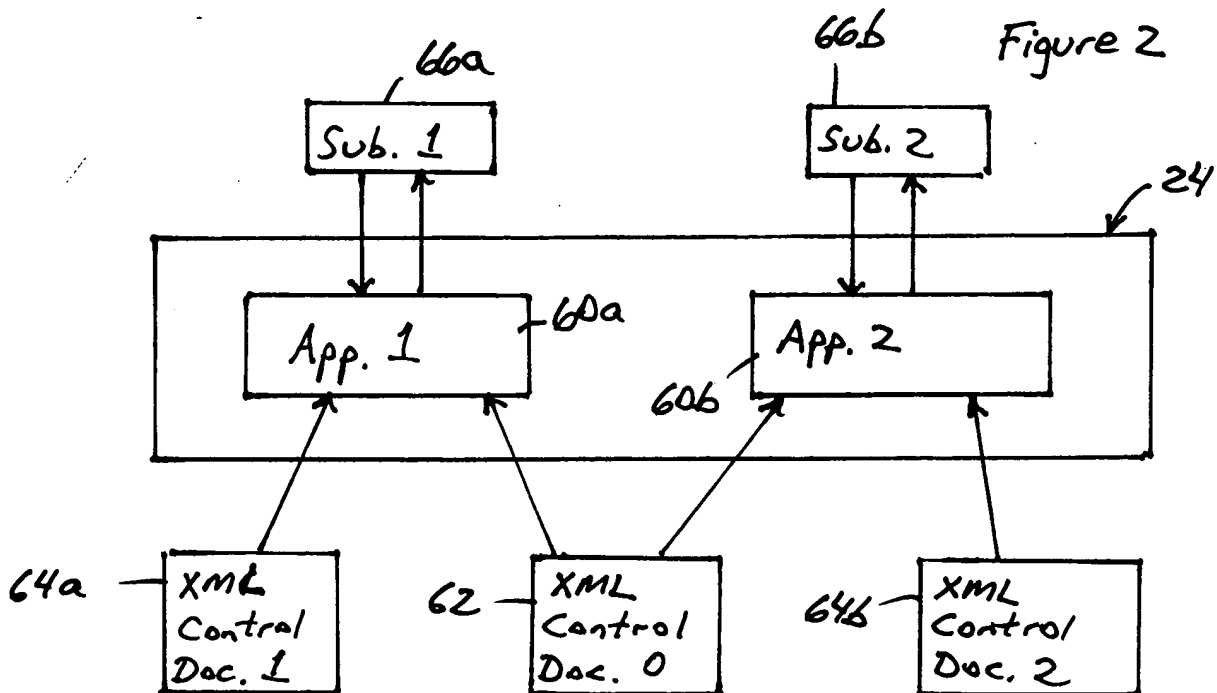 66a
66b
Figure 2
Sub. 1
Sub. 2
24
App. 1
60a
App. 2
60b
64a
XML
Control
Doc. 1
62
XML
Control
Doc. 0
64b
XML
Control
Doc. 2